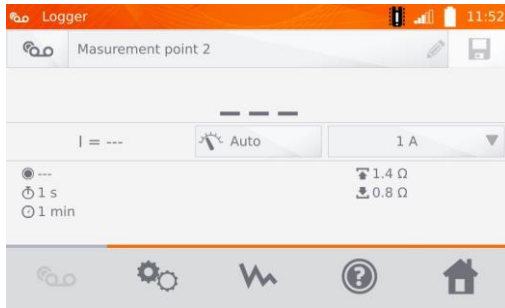 Logger 11:52
Masurement point 2
---
I = --- Auto 1 A
--- 1.4 Ω
1 s 0.8 Ω
1 min